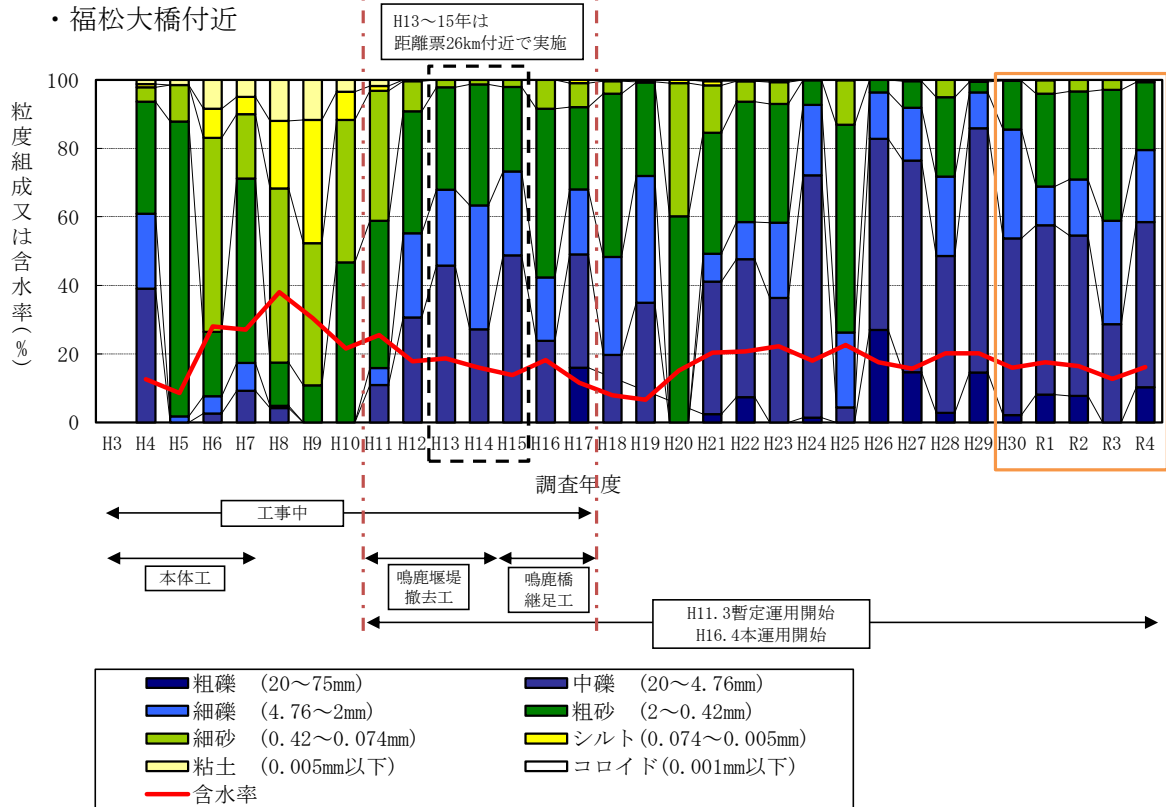 ・福松大橋付近
H13～15年は
距離票26km付近で実施
粒度組成又は含水率(%)
100
80
60
40
20
0
H3 H4 H5 H6 H7 H8 H9 H10 H11 H12 H13 H14 H15 H16 H17 H18 H19 H20 H21 H22 H23 H24 H25 H26 H27 H28 H29 H30 R1 R2 R3 R4
調査年度
工事中
本体工
鳴鹿堰堤
撤去工
鳴鹿橋
継足工
H11.3暫定運用開始
H16.4本運用開始
粗礫 (20～75mm)
中礫 (20～4.76mm)
細礫 (4.76～2mm)
粗砂 (2～0.42mm)
細砂 (0.42～0.074mm)
シルト(0.074～0.005mm)
粘土 (0.005mm以下)
コロイド(0.001mm以下)
含水率